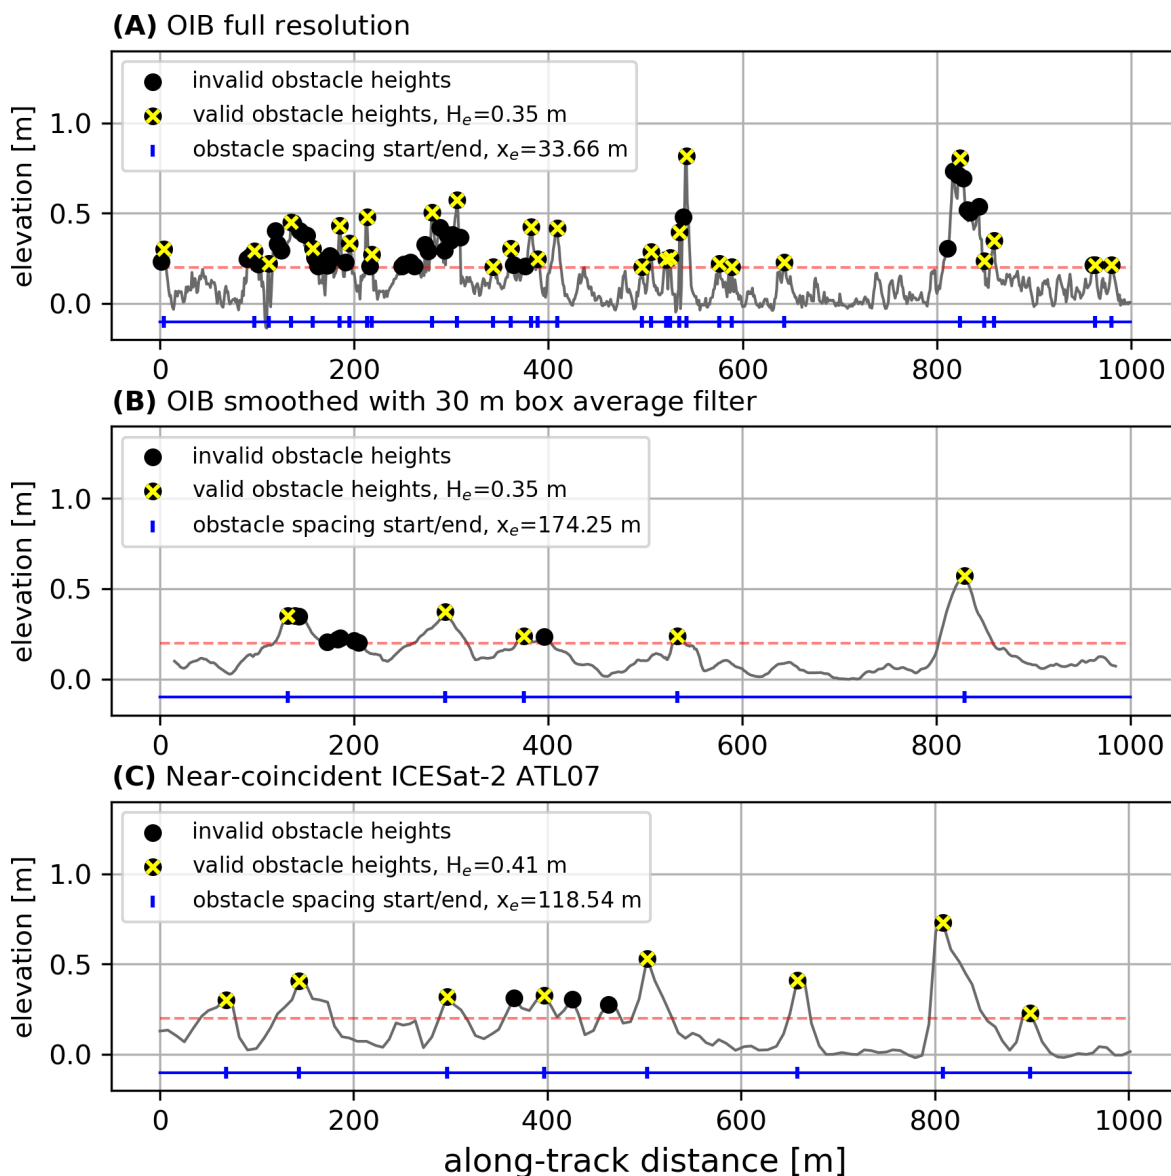 (A) OIB full resolution
elevation [m]
1.0
0.5
0.0
invalid obstacle heights
valid obstacle heights, Hₑ=0.35 m
obstacle spacing start/end, xₑ=33.66 m
0 200 400 600 800 1000
(B) OIB smoothed with 30 m box average filter
elevation [m]
1.0
0.5
0.0
invalid obstacle heights
valid obstacle heights, Hₑ=0.35 m
obstacle spacing start/end, xₑ=174.25 m
0 200 400 600 800 1000
(C) Near-coincident ICESat-2 ATL07
elevation [m]
1.0
0.5
0.0
invalid obstacle heights
valid obstacle heights, Hₑ=0.41 m
obstacle spacing start/end, xₑ=118.54 m
0 200 400 600 800 1000
along-track distance [m]